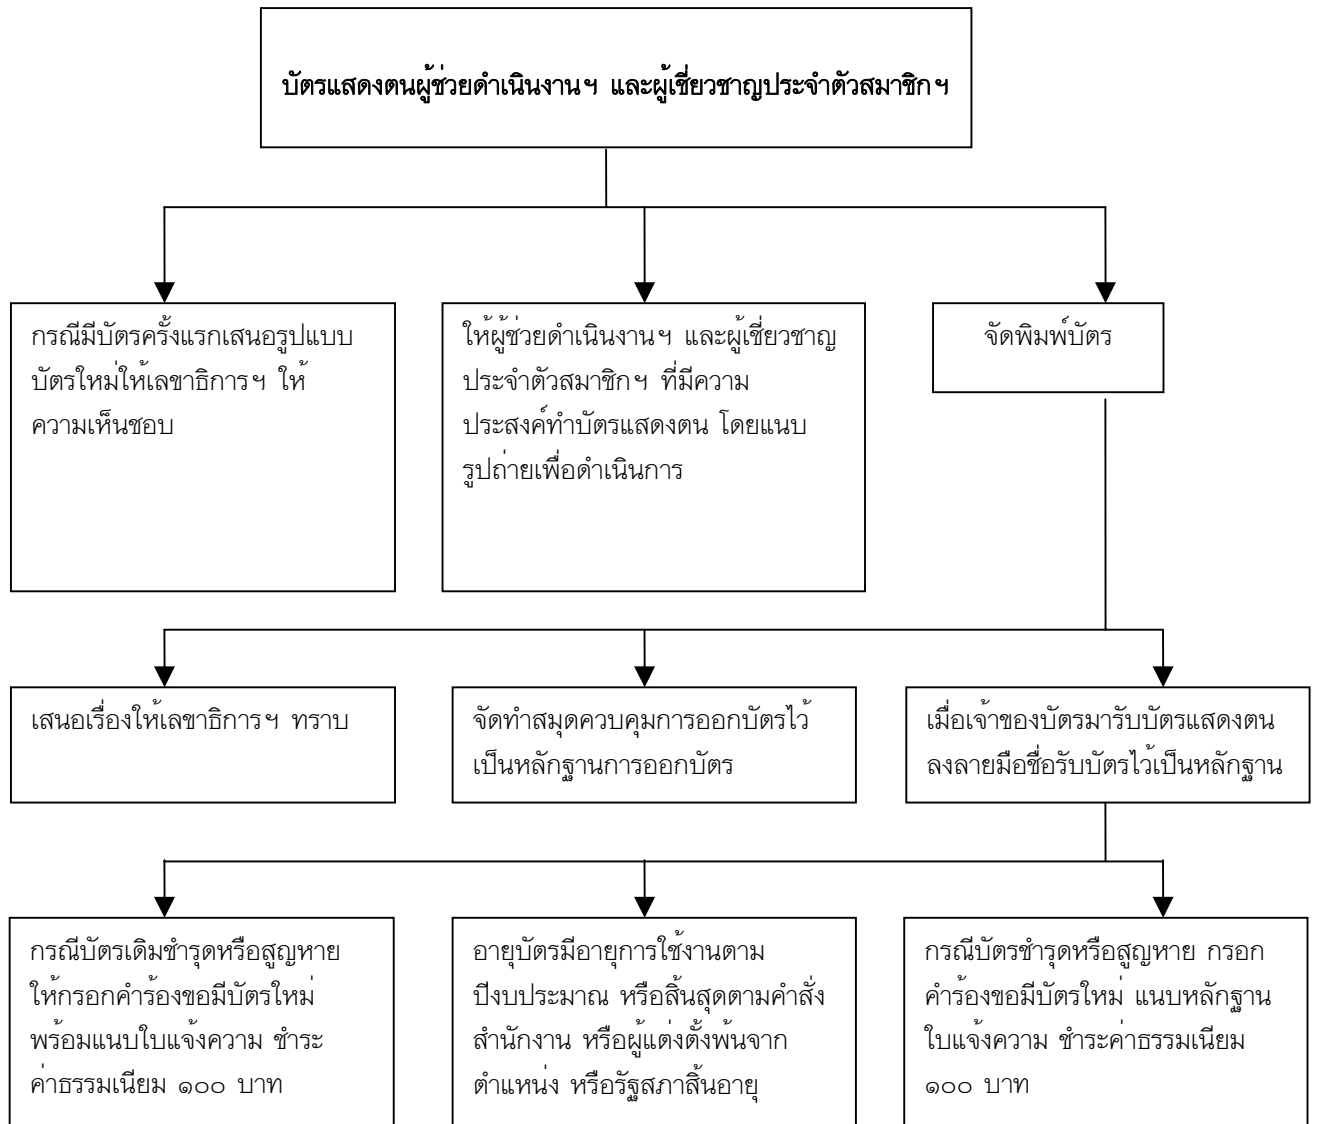 บัตรแสดงตนผู้ช่วยดำเนินงานฯ และผู้เชี่ยวชาญประจำตัวสมาชิกฯ
กรณีมีบัตรครั้งแรกเสนอรูปแบบ
บัตรใหม่ให้เลขาธิการฯ ให้
ความเห็นชอบ
ให้ผู้ช่วยดำเนินงานฯ และผู้เชี่ยวชาญ
ประจำตัวสมาชิกฯ ที่มีความ
ประสงค์ทำบัตรแสดงตน โดยแนบ
รูปถ่ายเพื่อดำเนินการ
จัดพิมพ์บัตร
เสนอเรื่องให้เลขาธิการฯ ทราบ
จัดทำสมุดควบคุมการออกบัตรไว้
เป็นหลักฐานการออกบัตร
เมื่อเจ้าของบัตรมารับบัตรแสดงตน
ลงลายมือชื่อรับบัตรไว้เป็นหลักฐาน
กรณีบัตรเดิมชำรุดหรือสูญหาย
ให้กรอกคำร้องขอมีบัตรใหม่
พร้อมแนบใบแจ้งความ ชำระ
ค่าธรรมเนียม ๑๐๐ บาท
อายุบัตรมีอายุการใช้งานตาม
ปีงบประมาณ หรือสิ้นสุดตามคำสั่ง
สำนักงาน หรือผู้แต่งตั้งพ้นจาก
ตำแหน่ง หรือรัฐสภาสิ้นอายุ
กรณีบัตรชำรุดหรือสูญหาย กรอก
คำร้องขอมีบัตรใหม่ แนบหลักฐาน
ใบแจ้งความ ชำระค่าธรรมเนียม
๑๐๐ บาท